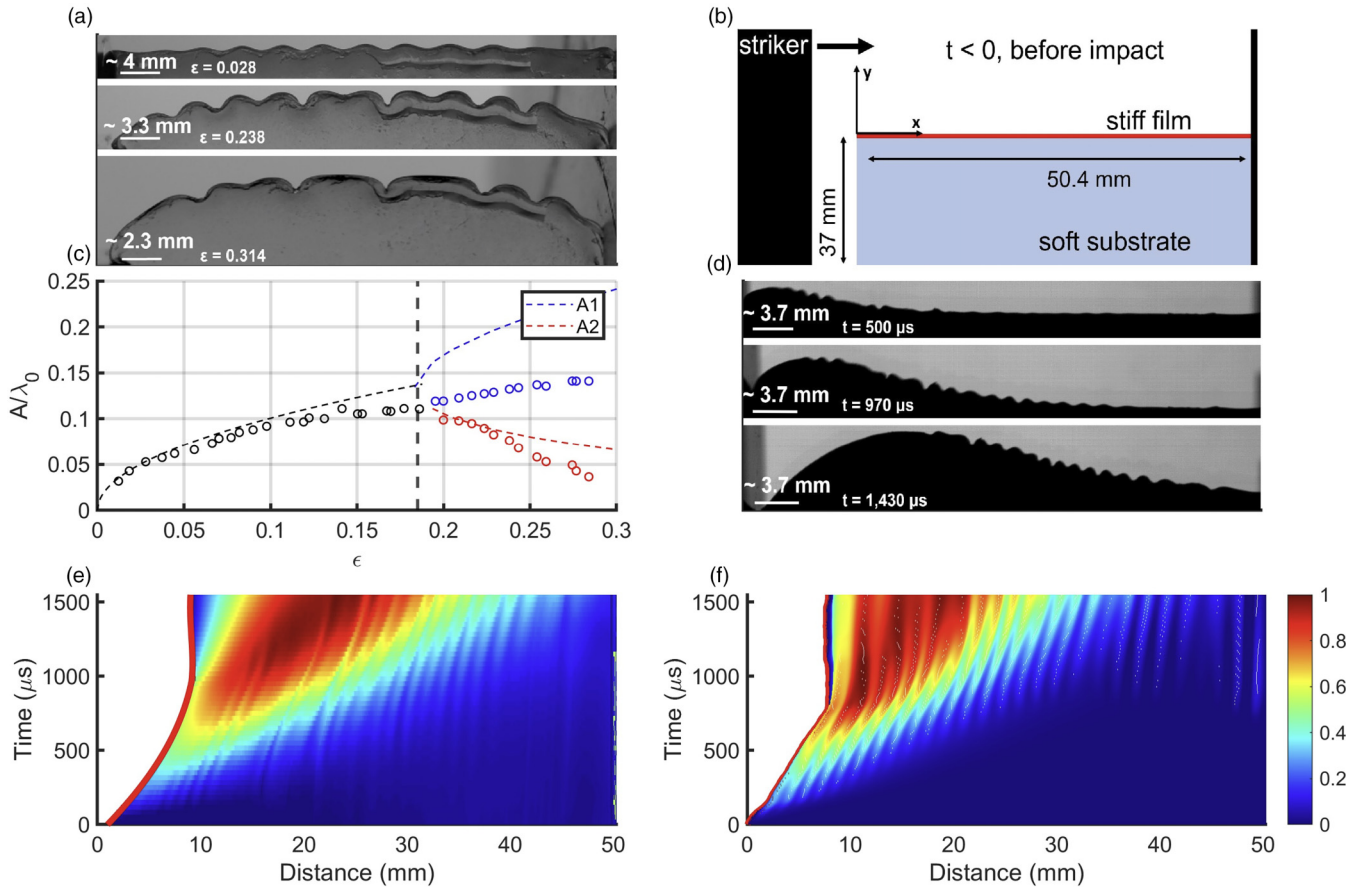 (a)
~ 4 mm
ε = 0.028
~ 3.3 mm
ε = 0.238
~ 2.3 mm
ε = 0.314
(b)
striker
t < 0, before impact
y
x
stiff film
50.4 mm
37 mm
soft substrate
(c)
0.25
0.20
0.15
0.10
0.05
0
A/λ0
A1
A2
0 0.05 0.1 0.15 0.2 0.25 0.3
ϵ
(d)
~ 3.7 mm
t = 500 μs
~ 3.7 mm
t = 970 μs
~ 3.7 mm
t = 1,430 μs
(e)
1500
1000
500
0
Time (μs)
0 10 20 30 40 50
Distance (mm)
(f)
1500
1000
500
0
Time (μs)
0 10 20 30 40 50
Distance (mm)
1
0.8
0.6
0.4
0.2
0